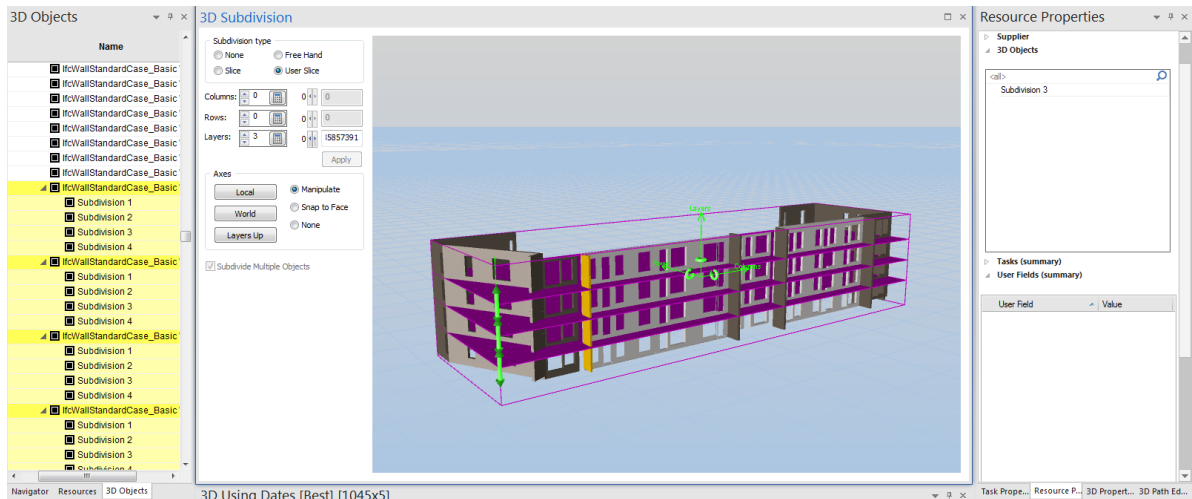 3D Objects
Name
IfcWallStandardCase_Basic
IfcWallStandardCase_Basic
IfcWallStandardCase_Basic
IfcWallStandardCase_Basic
IfcWallStandardCase_Basic
IfcWallStandardCase_Basic
IfcWallStandardCase_Basic
IfcWallStandardCase_Basic
IfcWallStandardCase_Basic
Subdivision 1
Subdivision 2
Subdivision 3
Subdivision 4
IfcWallStandardCase_Basic
Subdivision 1
Subdivision 2
Subdivision 3
Subdivision 4
IfcWallStandardCase_Basic
Subdivision 1
Subdivision 2
Subdivision 3
Subdivision 4
IfcWallStandardCase_Basic
Subdivision 1
Subdivision 2
Subdivision 3
Subdivision 4
Navigator Resources 3D Objects
3D Subdivision
Subdivision type
None Free Hand
Slice User Slice
Columns: 0 0 0
Rows: 0 0 0
Layers: 3 0 I5857391
Apply
Axes
Local Manipulate
World Snap to Face
Layers Up None
Subdivide Multiple Objects
Layers
Columns
3D Using Dates [Best] [1045x5]
Resource Properties
Supplier
3D Objects
<all>
Subdivision 3
Tasks (summary)
User Fields (summary)
User Field Value
Task Prope... Resource P... 3D Propert... 3D Path Ed...